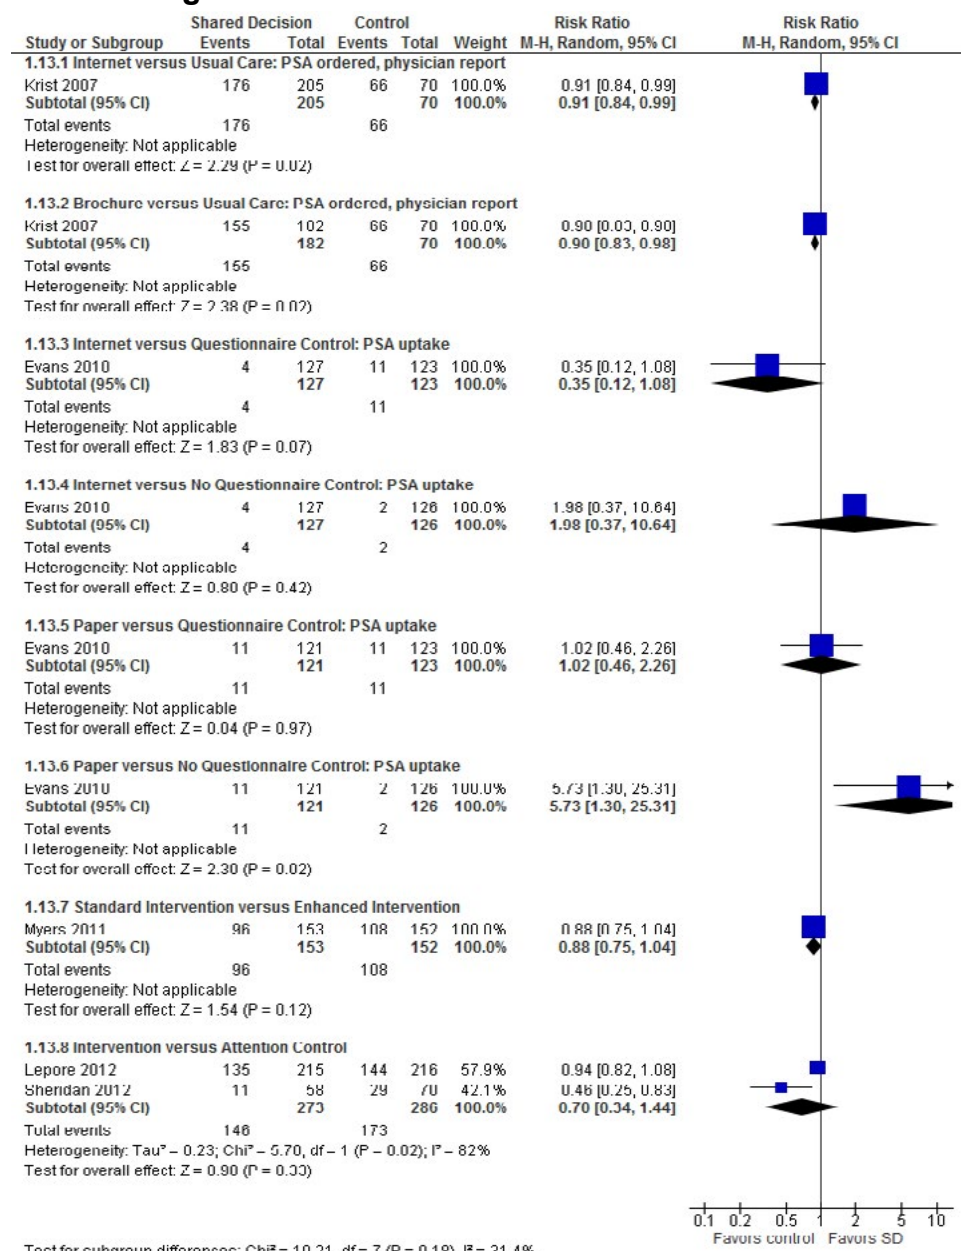 Shared Decision Control Risk Ratio Risk Ratio
Study or Subgroup Events Total Events Total Weight M-H, Random, 95% CI M-H, Random, 95% CI
1.13.1 Internet versus Usual Care: PSA ordered, physician report
Krist 2007 176 205 66 70 100.0% 0.91 [0.84, 0.99]
Subtotal (95% CI) 205 70 100.0% 0.91 [0.84, 0.99]
Total events 176 66
Heterogeneity: Not applicable
Test for overall effect: Z = 2.29 (P = 0.02)
1.13.2 Brochure versus Usual Care: PSA ordered, physician report
Krist 2007 155 182 66 70 100.0% 0.90 [0.83, 0.98]
Subtotal (95% CI) 182 70 100.0% 0.90 [0.83, 0.98]
Total events 155 66
Heterogeneity: Not applicable
Test for overall effect: Z = 2.38 (P = 0.02)
1.13.3 Internet versus Questionnaire Control: PSA uptake
Evans 2010 4 127 11 123 100.0% 0.35 [0.12, 1.08]
Subtotal (95% CI) 127 123 100.0% 0.35 [0.12, 1.08]
Total events 4 11
Heterogeneity: Not applicable
Test for overall effect: Z = 1.83 (P = 0.07)
1.13.4 Internet versus No Questionnaire Control: PSA uptake
Evans 2010 4 127 2 126 100.0% 1.98 [0.37, 10.64]
Subtotal (95% CI) 127 126 100.0% 1.98 [0.37, 10.64]
Total events 4 2
Heterogeneity: Not applicable
Test for overall effect: Z = 0.80 (P = 0.42)
1.13.5 Paper versus Questionnaire Control: PSA uptake
Evans 2010 11 121 11 123 100.0% 1.02 [0.46, 2.26]
Subtotal (95% CI) 121 123 100.0% 1.02 [0.46, 2.26]
Total events 11 11
Heterogeneity: Not applicable
Test for overall effect: Z = 0.04 (P = 0.97)
1.13.6 Paper versus No Questionnaire Control: PSA uptake
Evans 2010 11 121 2 126 100.0% 5.73 [1.30, 25.31]
Subtotal (95% CI) 121 126 100.0% 5.73 [1.30, 25.31]
Total events 11 2
Heterogeneity: Not applicable
Test for overall effect: Z = 2.30 (P = 0.02)
1.13.7 Standard Intervention versus Enhanced Intervention
Myers 2011 96 153 108 152 100.0% 0.88 [0.75, 1.04]
Subtotal (95% CI) 153 152 100.0% 0.88 [0.75, 1.04]
Total events 96 108
Heterogeneity: Not applicable
Test for overall effect: Z = 1.54 (P = 0.12)
1.13.8 Intervention versus Attention Control
Lepore 2012 135 215 144 216 57.9% 0.94 [0.82, 1.08]
Sheridan 2012 11 58 29 70 42.1% 0.46 [0.25, 0.83]
Subtotal (95% CI) 273 286 100.0% 0.70 [0.34, 1.44]
Total events 146 173
Heterogeneity: Tau² = 0.23; Chi² = 5.70, df = 1 (P = 0.02); I² = 82%
Test for overall effect: Z = 0.96 (P = 0.33)
0.1 0.2 0.5 1 2 5 10
Favors control Favors SD
Test for subgroup differences: Chi² = 10.21, df = 7 (P = 0.18), I² = 31.4%